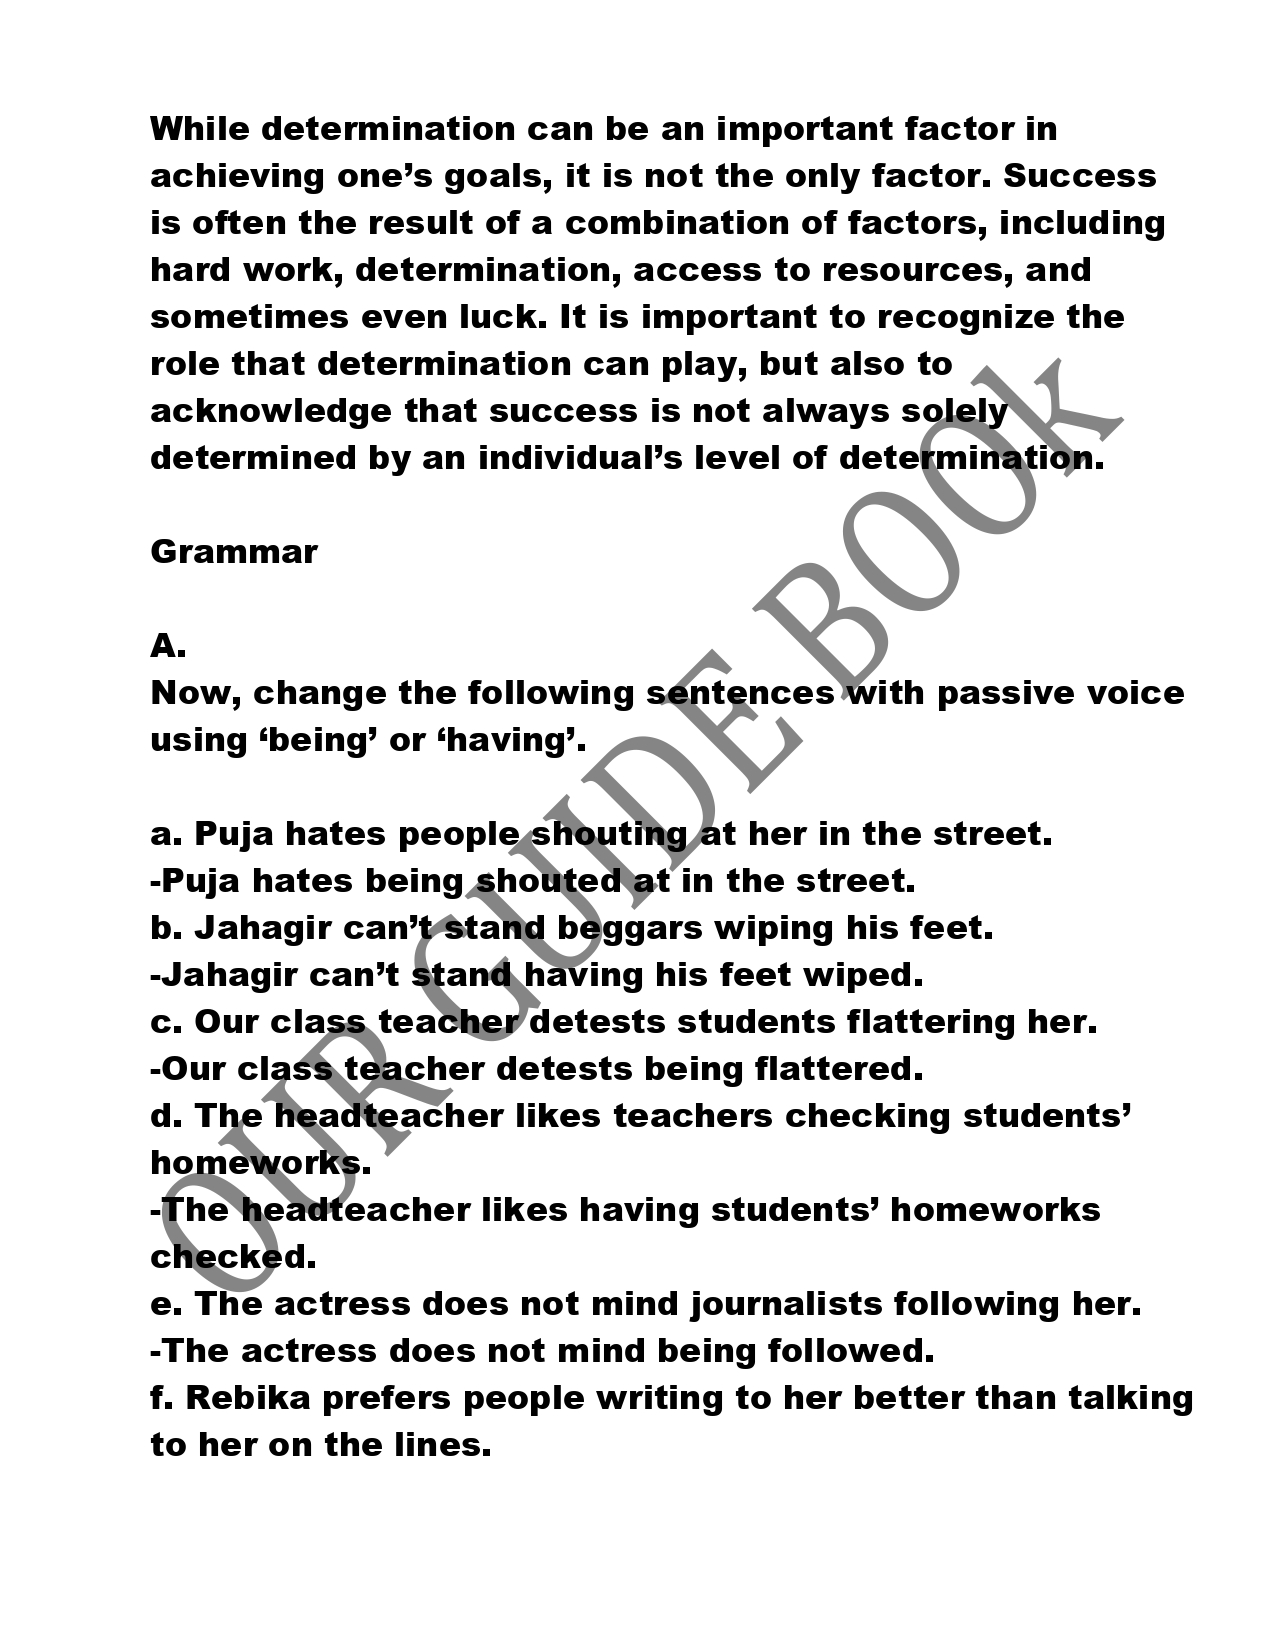 While determination can be an important factor in
achieving one’s goals, it is not the only factor. Success
is often the result of a combination of factors, including
hard work, determination, access to resources, and
sometimes even luck. It is important to recognize the
role that determination can play, but also to
acknowledge that success is not always solely
determined by an individual’s level of determination.
Grammar
A.
Now, change the following sentences with passive voice
using ‘being’ or ‘having’.
a. Puja hates people shouting at her in the street.
-Puja hates being shouted at in the street.
b. Jahagir can’t stand beggars wiping his feet.
-Jahagir can’t stand having his feet wiped.
c. Our class teacher detests students flattering her.
-Our class teacher detests being flattered.
d. The headteacher likes teachers checking students’
homeworks.
-The headteacher likes having students’ homeworks
checked.
e. The actress does not mind journalists following her.
-The actress does not mind being followed.
f. Rebika prefers people writing to her better than talking
to her on the lines.
OUR GUIDE BOOk